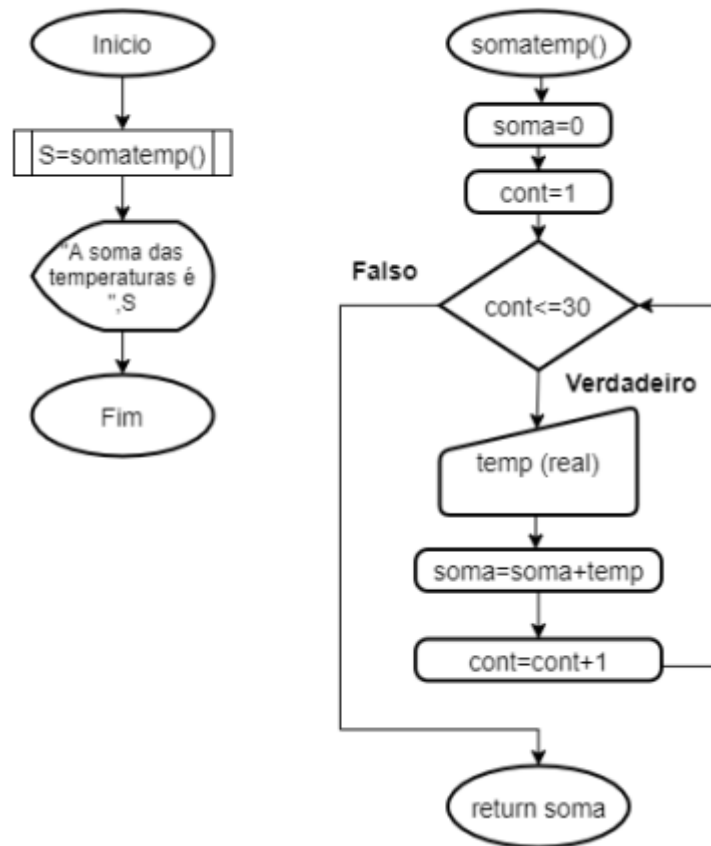 Inicio
S=somatemp()
"A soma das
temperaturas é
",S
Fim
somatemp()
soma=0
cont=1
cont<=30
Falso
Verdadeiro
temp (real)
soma=soma+temp
cont=cont+1
return soma